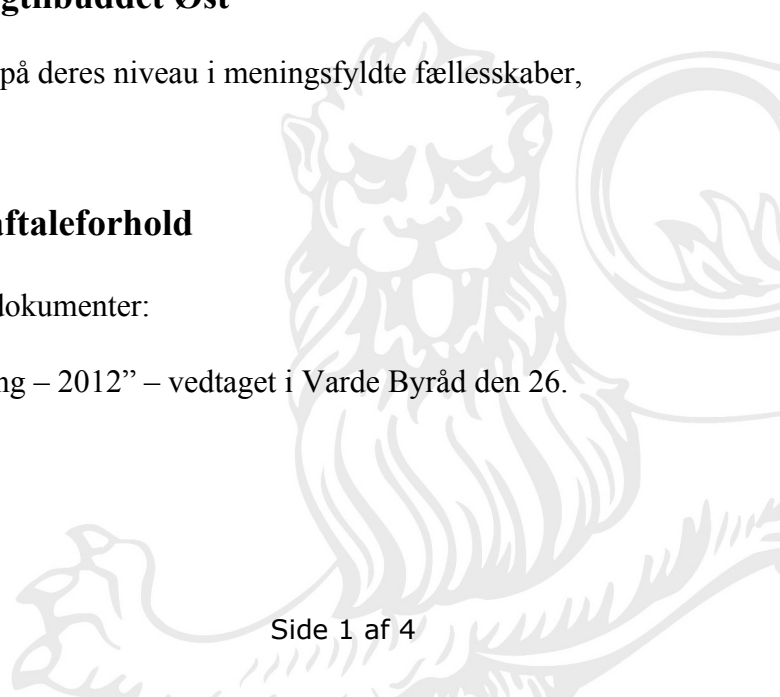 Øst
på deres niveau i meningsfyldte fællesskaber,
aftaleforhold
dokumenter:
ng – 2012” – vedtaget i Varde Byråd den 26.
Side 1 af 4